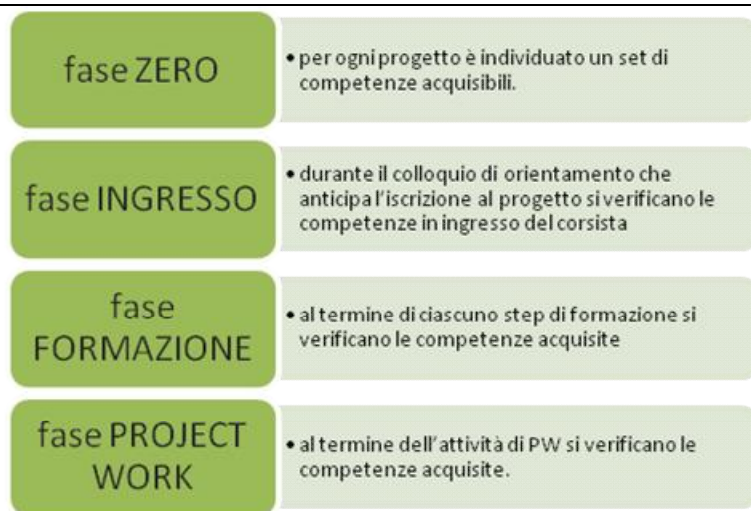 fase ZERO
• per ogni progetto è individuato un set di
competenze acquisibili.
fase INGRESSO
• durante il colloquio di orientamento che
anticipa l'iscrizione al progetto si verificano le
competenze in ingresso del corsista
fase
FORMAZIONE
• al termine di ciascuno step di formazione si
verificano le competenze acquisite
fase PROJECT
WORK
• al termine dell'attività di PW si verificano le
competenze acquisite.